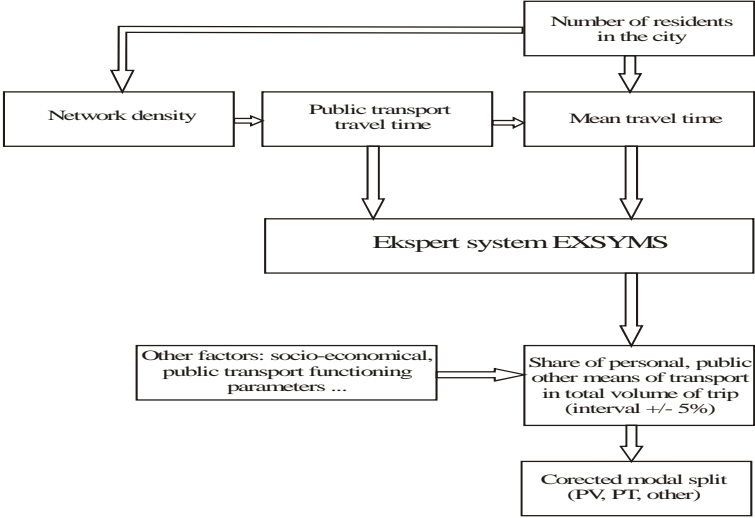 Number of residents
in the city
Network density
Public transport
travel time
Mean travel time
Ekspert system EXSYMS
Other factors: socio-economical,
public transport functioning
parameters ...
Share of personal, public
other means of transport
in total volume of trip
(interval +/- 5%)
Corected modal split
(PV, PT, other)